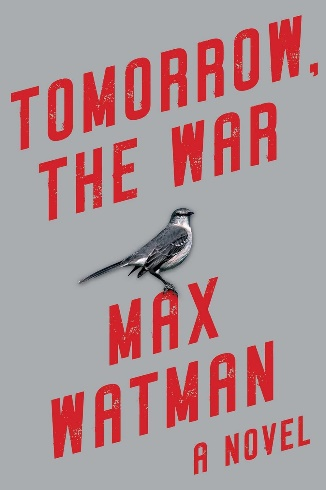 TOMORROW,
THE WAR
MAX
WATMAN
A NOVEL